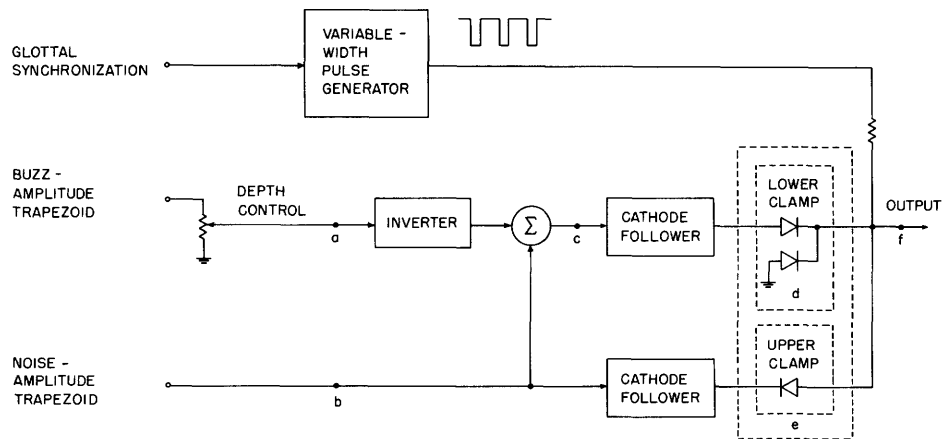 GLOTTAL
SYNCHRONIZATION
VARIABLE -
WIDTH
PULSE
GENERATOR
BUZZ -
AMPLITUDE
TRAPEZOID
DEPTH
CONTROL
a
INVERTER
Σ
c
CATHODE
FOLLOWER
LOWER
CLAMP
d
OUTPUT
f
NOISE -
AMPLITUDE
TRAPEZOID
b
CATHODE
FOLLOWER
UPPER
CLAMP
e